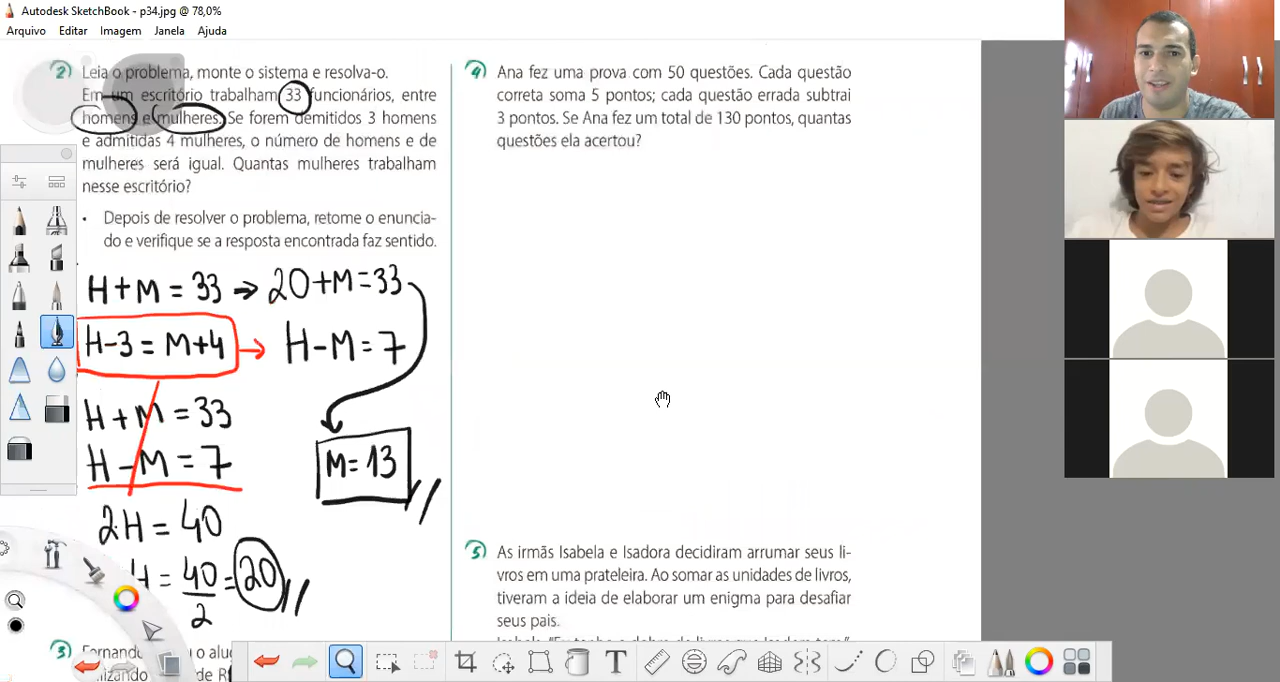 Autodesk SketchBook - p34.jpg @ 78,0%
Arquivo Editar Imagem Janela Ajuda
2 Leia o problema, monte o sistema e resolva-o.
Em um escritório trabalham 33 funcionários, entre
homens e mulheres. Se forem demitidos 3 homens
e admitidas 4 mulheres, o número de homens e de
mulheres será igual. Quantas mulheres trabalham
nesse escritório?
• Depois de resolver o problema, retome o enuncia-
do e verifique se a resposta encontrada faz sentido.
H+M = 33 → 20+M=33
H-3 = M+4 → H-M=7
H+M = 33
H-M = 7
M=13
2H = 40
H = 40/2 = 20
3 Fernando
4 Ana fez uma prova com 50 questões. Cada questão
correta soma 5 pontos; cada questão errada subtrai
3 pontos. Se Ana fez um total de 130 pontos, quantas
questões ela acertou?
5 As irmãs Isabela e Isadora decidiram arrumar seus li-
vros em uma prateleira. Ao somar as unidades de livros,
tiveram a ideia de elaborar um enigma para desafiar
seus pais.